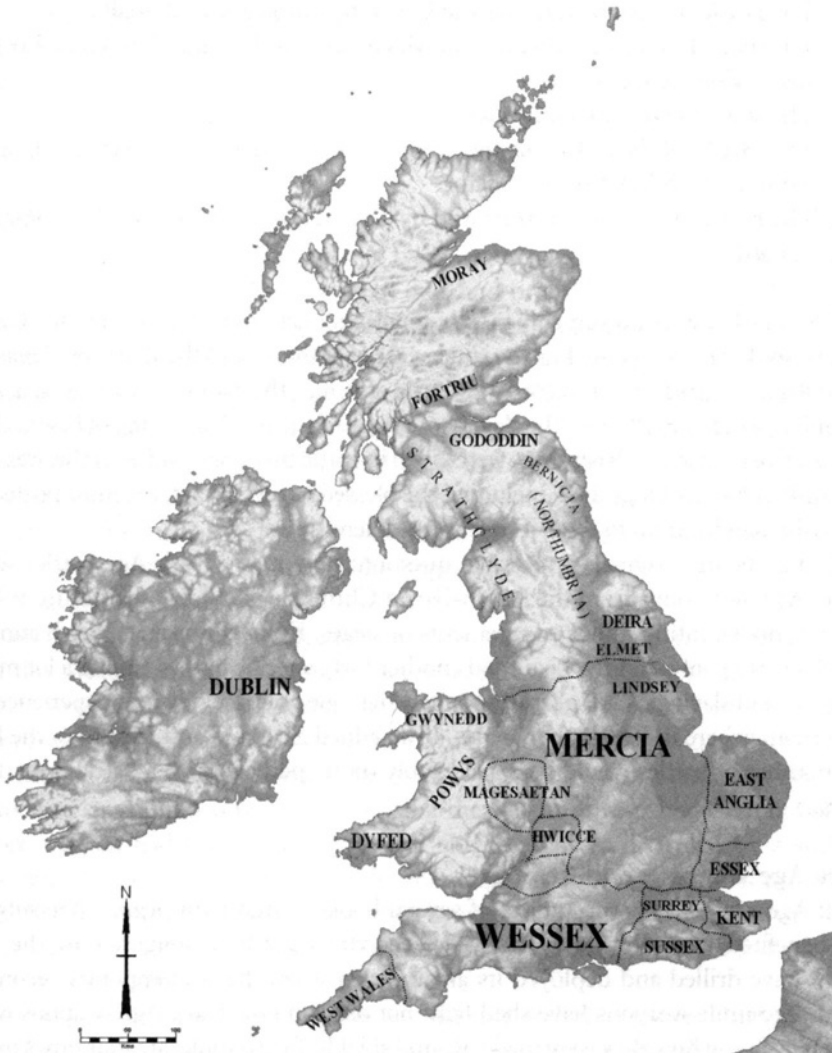 MORAY
FORTRIU
GODODDIN
BERNICIA
(NORTHUMBRIA)
STRATHCLYDE
DEIRA
ELMET
LINDSEY
DUBLIN
GWYNEDD
MERCIA
POWYS
MAGESAETAN
EAST
ANGLIA
HWICCE
DYFED
ESSEX
N
SURREY
KENT
WESSEX
SUSSEX
WEST WALES